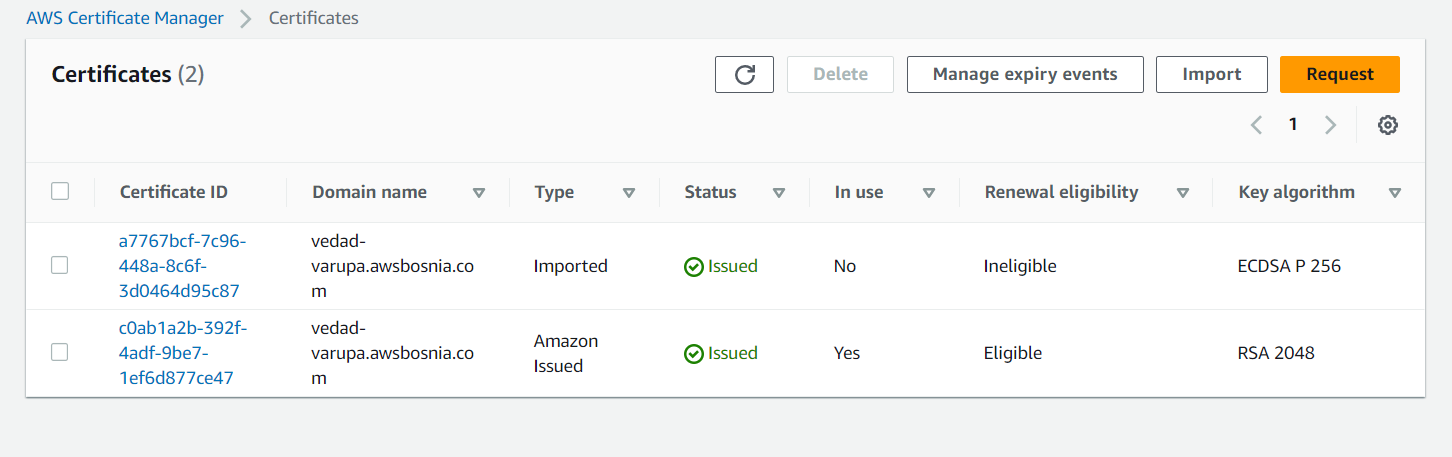 AWS Certificate Manager > Certificates
Certificates (2)
Delete
Manage expiry events
Import
Request
1
Certificate ID
Domain name
Type
Status
In use
Renewal eligibility
Key algorithm
a7767bcf-7c96-
448a-8c6f-
3d0464d95c87
vedad-
varupa.awsbosnia.co
m
Imported
Issued
No
Ineligible
ECDSA P 256
c0ab1a2b-392f-
4adf-9be7-
1ef6d877ce47
vedad-
varupa.awsbosnia.co
m
Amazon
Issued
Issued
Yes
Eligible
RSA 2048